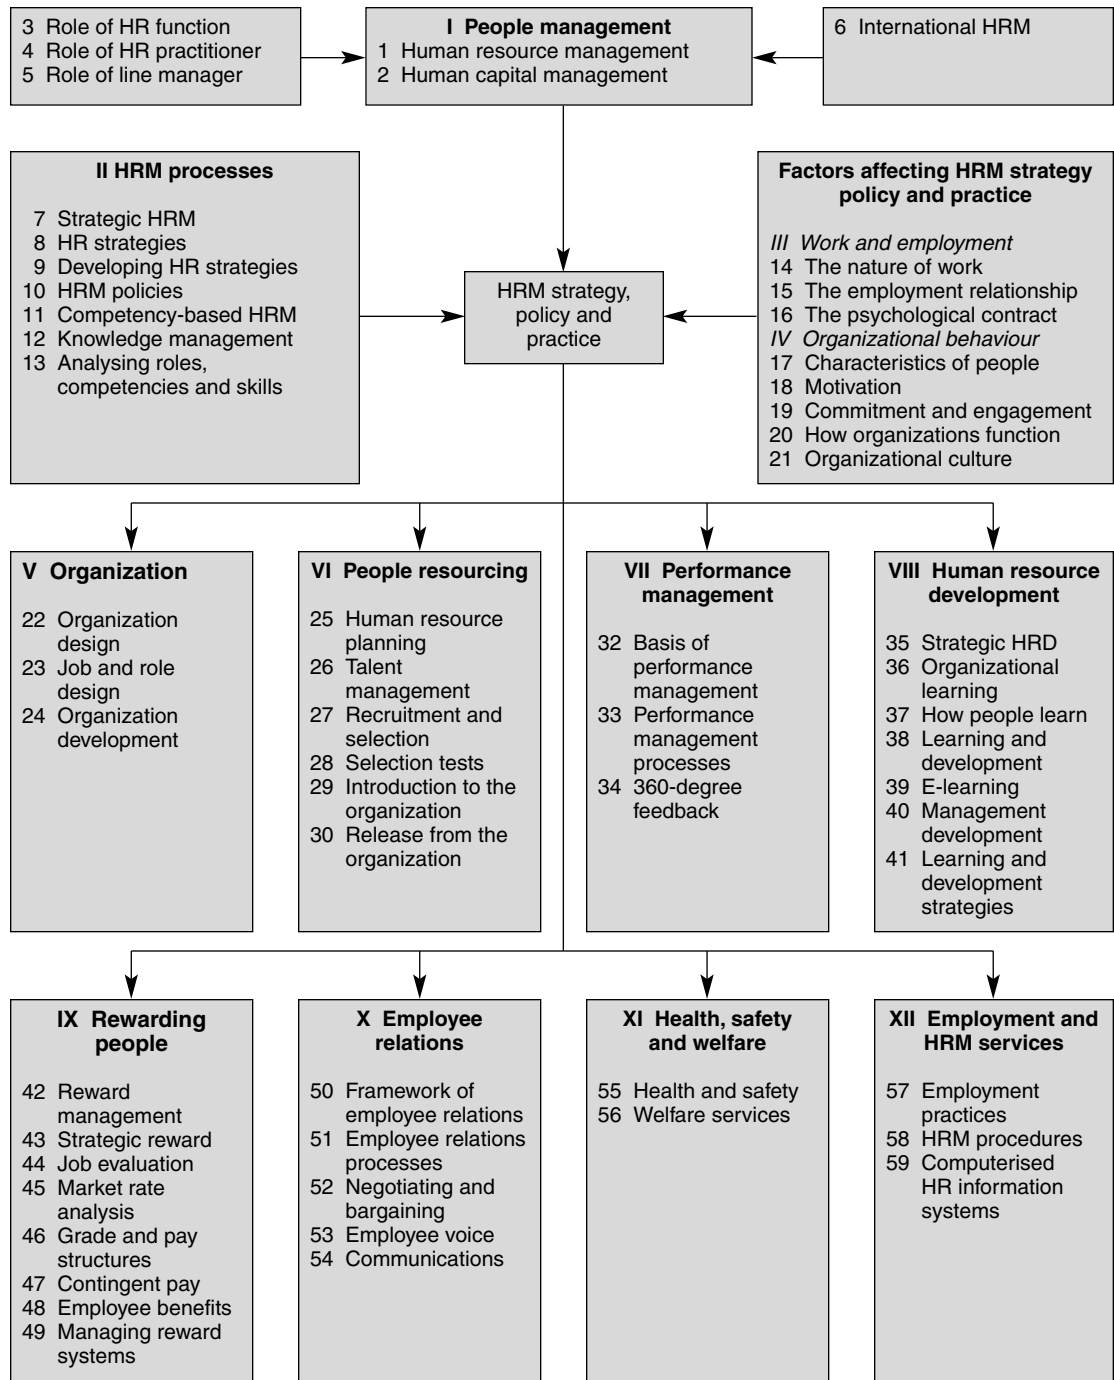 3 Role of HR function
4 Role of HR practitioner
5 Role of line manager
I People management
1 Human resource management
2 Human capital management
6 International HRM
II HRM processes
7 Strategic HRM
8 HR strategies
9 Developing HR strategies
10 HRM policies
11 Competency-based HRM
12 Knowledge management
13 Analysing roles,
competencies and skills
HRM strategy,
policy and
practice
Factors affecting HRM strategy
policy and practice
III Work and employment
14 The nature of work
15 The employment relationship
16 The psychological contract
IV Organizational behaviour
17 Characteristics of people
18 Motivation
19 Commitment and engagement
20 How organizations function
21 Organizational culture
V Organization
22 Organization
design
23 Job and role
design
24 Organization
development
VI People resourcing
25 Human resource
planning
26 Talent
management
27 Recruitment and
selection
28 Selection tests
29 Introduction to the
organization
30 Release from the
organization
VII Performance
management
32 Basis of
performance
management
33 Performance
management
processes
34 360-degree
feedback
VIII Human resource
development
35 Strategic HRD
36 Organizational
learning
37 How people learn
38 Learning and
development
39 E-learning
40 Management
development
41 Learning and
development
strategies
IX Rewarding
people
42 Reward
management
43 Strategic reward
44 Job evaluation
45 Market rate
analysis
46 Grade and pay
structures
47 Contingent pay
48 Employee benefits
49 Managing reward
systems
X Employee
relations
50 Framework of
employee relations
51 Employee relations
processes
52 Negotiating and
bargaining
53 Employee voice
54 Communications
XI Health, safety
and welfare
55 Health and safety
56 Welfare services
XII Employment and
HRM services
57 Employment
practices
58 HRM procedures
59 Computerised
HR information
systems